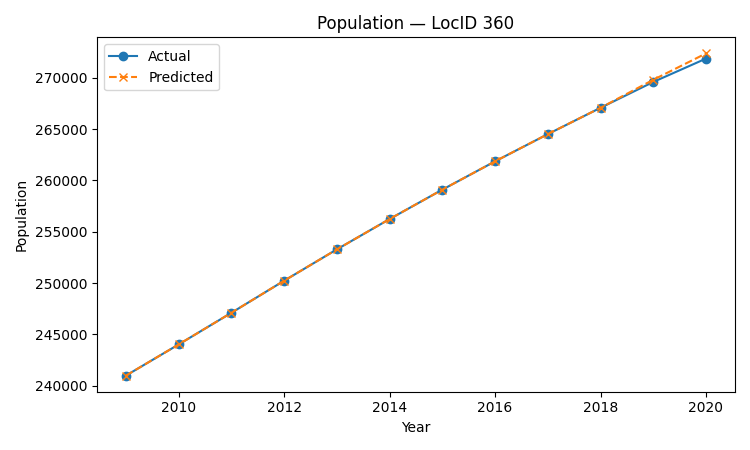 Population — LocID 360
Actual
Predicted
270000
265000
260000
255000
250000
245000
240000
Population
2010 2012 2014 2016 2018 2020
Year